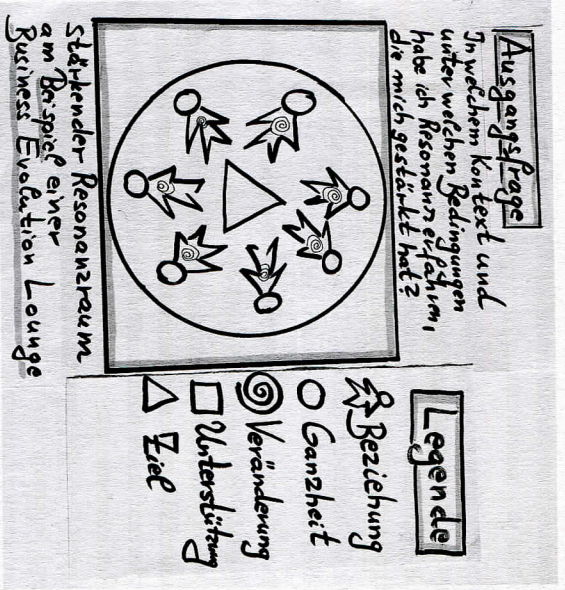 Ausgangsfrage
In welchem Kontext und
unter welchen Bedingungen
habe ich Resonanz erfahren,
die mich gestärkt hat?
Stärkender Resonanzraum
am Beispiel einer
Business Evolution Lounge
Legende
Beziehung
Ganzheit
Veränderung
Unterstützung
Ziel